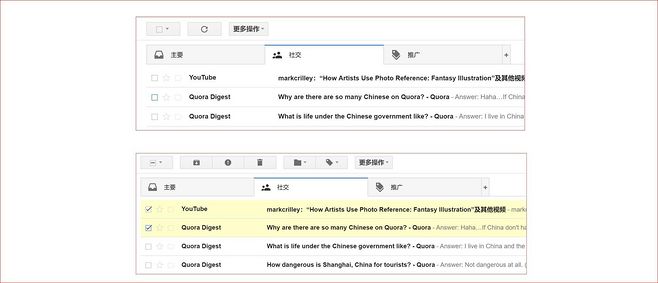 更多操作
主要 社交 推广 +
YouTube markcrilley: “How Artists Use Photo Reference: Fantasy Illustration”及其他视频
Quora Digest Why are there so many Chinese on Quora? - Quora - Answer: Haha...If China
Quora Digest What is life under the Chinese government like? - Quora - Answer: I live in China
更多操作
主要 社交 推广 +
YouTube markcrilley: “How Artists Use Photo Reference: Fantasy Illustration”及其他视频 - mark
Quora Digest Why are there so many Chinese on Quora? - Quora - Answer: Haha...If China don't ha
Quora Digest What is life under the Chinese government like? - Quora - Answer: I live in China and the
Quora Digest How dangerous is Shanghai, China for tourists? - Quora - Answer: Not dangerous at all. (